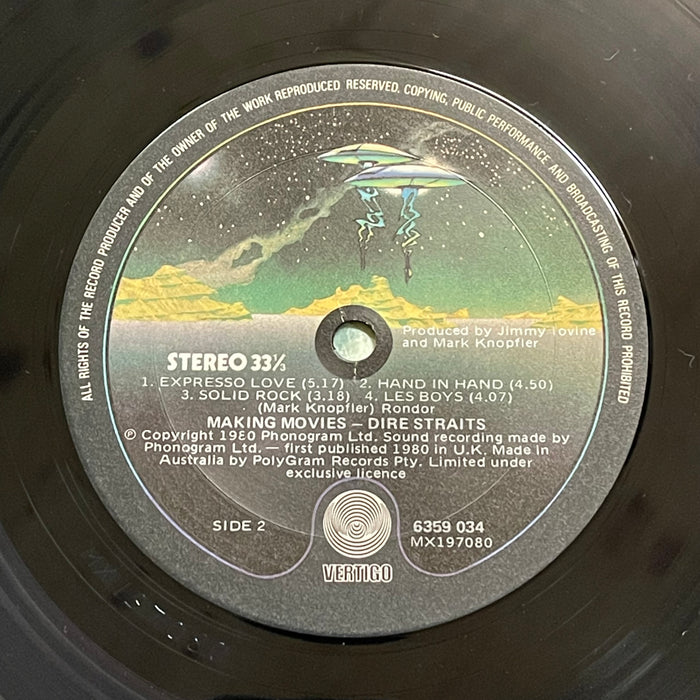 ALL RIGHTS OF THE RECORD PRODUCER AND OF THE OWNER OF THE WORK REPRODUCED RESERVED. COPYING, PUBLIC PERFORMANCE AND BROADCASTING OF THIS RECORD PROHIBITED
Produced by Jimmy Iovine
and Mark Knopfler
STEREO 33⅓
1. EXPRESSO LOVE (5.17) 2. HAND IN HAND (4.50)
3. SOLID ROCK (3.18) 4. LES BOYS (4.07)
(Mark Knopfler) Rondor
MAKING MOVIES – DIRE STRAITS
℗ Copyright 1980 Phonogram Ltd. Sound recording made by
Phonogram Ltd. — first published 1980 in U.K. Made in
Australia by PolyGram Records Pty. Limited under
exclusive licence
SIDE 2
6359 034
MX197080
VERTIGO